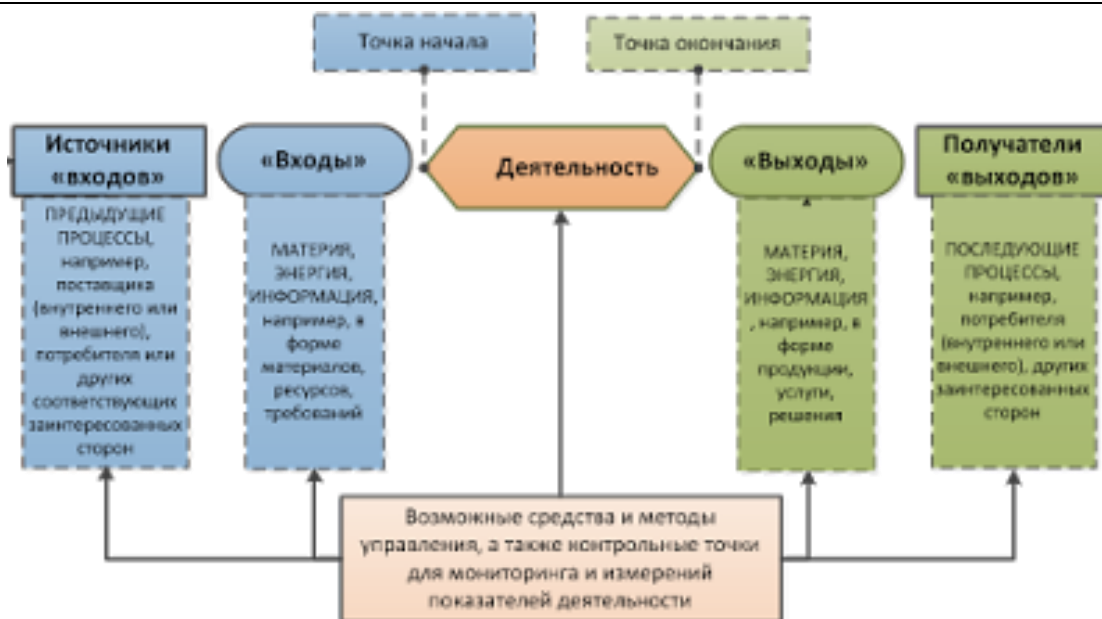 Точка начала
Точка окончания
Источники
«входов»
ПРЕДЫДУЩИЕ
ПРОЦЕССЫ,
например,
поставщика
(внутреннего или
внешнего),
потребителя или
других
соответствующих
заинтересованных
сторон
«Входы»
МАТЕРИЯ,
ЭНЕРГИЯ,
ИНФОРМАЦИЯ,
например, в
форме
материалов,
ресурсов,
требований
Деятельность
«Выходы»
МАТЕРИЯ,
ЭНЕРГИЯ,
ИНФОРМАЦИЯ
, например, в
форме
продукции,
услуги,
решения
Получатели
«выходов»
ПОСЛЕДУЮЩИЕ
ПРОЦЕССЫ,
например,
потребителя
(внутреннего или
внешнего), других
заинтересованных
сторон
Возможные средства и методы
управления, а также контрольные точки
для мониторинга и измерений
показателей деятельности